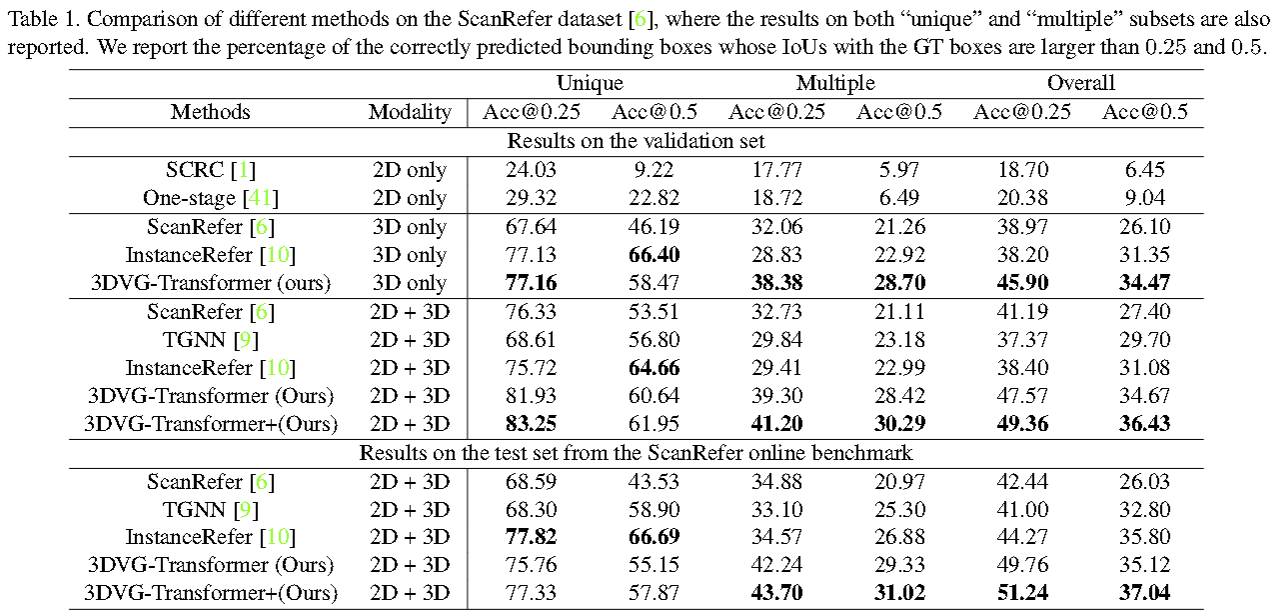 Table 1. Comparison of different methods on the ScanRefer dataset [6], where the results on both “unique” and “multiple” subsets are also
reported. We report the percentage of the correctly predicted bounding boxes whose IoUs with the GT boxes are larger than 0.25 and 0.5.
Unique Multiple Overall
Methods Modality Acc@0.25 Acc@0.5 Acc@0.25 Acc@0.5 Acc@0.25 Acc@0.5
Results on the validation set
SCRC [1] 2D only 24.03 9.22 17.77 5.97 18.70 6.45
One-stage [41] 2D only 29.32 22.82 18.72 6.49 20.38 9.04
ScanRefer [6] 3D only 67.64 46.19 32.06 21.26 38.97 26.10
InstanceRefer [10] 3D only 77.13 66.40 28.83 22.92 38.20 31.35
3DVG-Transformer (ours) 3D only 77.16 58.47 38.38 28.70 45.90 34.47
ScanRefer [6] 2D + 3D 76.33 53.51 32.73 21.11 41.19 27.40
TGNN [9] 2D + 3D 68.61 56.80 29.84 23.18 37.37 29.70
InstanceRefer [10] 2D + 3D 75.72 64.66 29.41 22.99 38.40 31.08
3DVG-Transformer (Ours) 2D + 3D 81.93 60.64 39.30 28.42 47.57 34.67
3DVG-Transformer+(Ours) 2D + 3D 83.25 61.95 41.20 30.29 49.36 36.43
Results on the test set from the ScanRefer online benchmark
ScanRefer [6] 2D + 3D 68.59 43.53 34.88 20.97 42.44 26.03
TGNN [9] 2D + 3D 68.30 58.90 33.10 25.30 41.00 32.80
InstanceRefer [10] 2D + 3D 77.82 66.69 34.57 26.88 44.27 35.80
3DVG-Transformer (Ours) 2D + 3D 75.76 55.15 42.24 29.33 49.76 35.12
3DVG-Transformer+(Ours) 2D + 3D 77.33 57.87 43.70 31.02 51.24 37.04